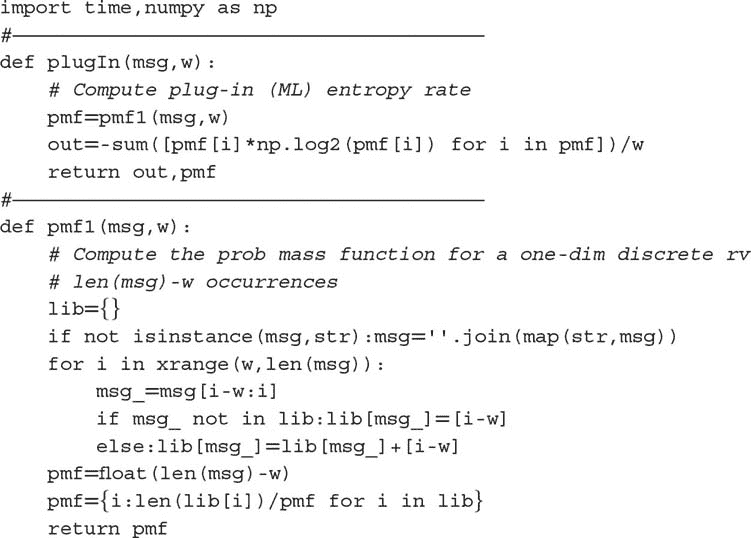 import time,numpy as np
#————————————————————————————————————————
def plugIn(msg,w):
    # Compute plug-in (ML) entropy rate
    pmf=pmf1(msg,w)
    out=-sum([pmf[i]*np.log2(pmf[i]) for i in pmf])/w
    return out,pmf
#————————————————————————————————————————
def pmf1(msg,w):
    # Compute the prob mass function for a one-dim discrete rv
    # len(msg)-w occurrences
    lib={}
    if not isinstance(msg,str):msg=''.join(map(str,msg))
    for i in xrange(w,len(msg)):
        msg_=msg[i-w:i]
        if msg_ not in lib:lib[msg_]=[i-w]
        else:lib[msg_]=lib[msg_]+[i-w]
    pmf=float(len(msg)-w)
    pmf={i:len(lib[i])/pmf for i in lib}
    return pmf